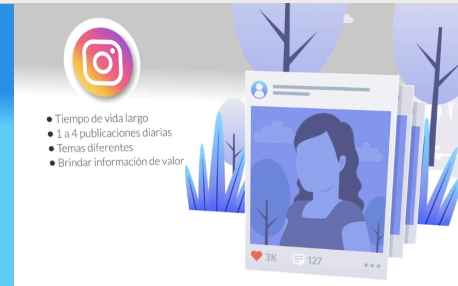 ● Tiempo de vida largo
● 1 a 4 publicaciones diarias
● Temas diferentes
● Brindar información de valor
3K 127